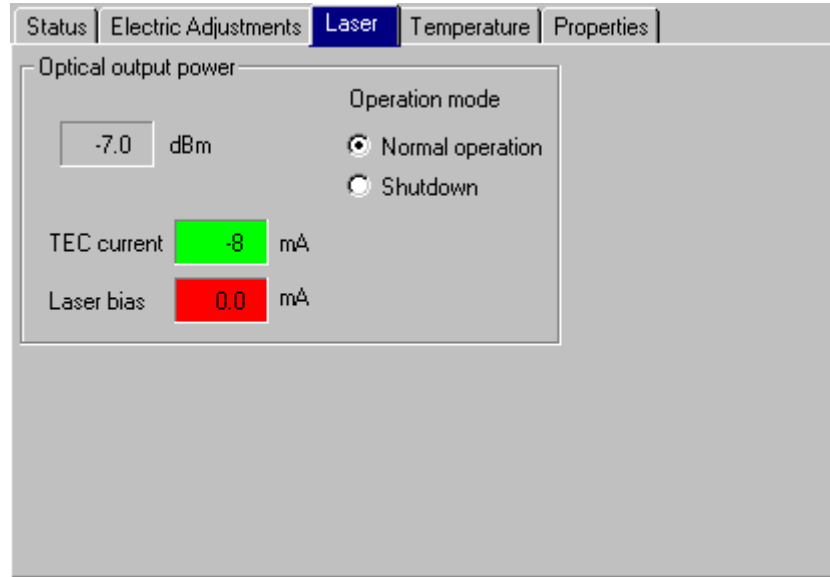 Status Electric Adjustments Laser Temperature Properties
Optical output power
Operation mode
-7.0 dBm
Normal operation
Shutdown
TEC current -8 mA
Laser bias 0.0 mA